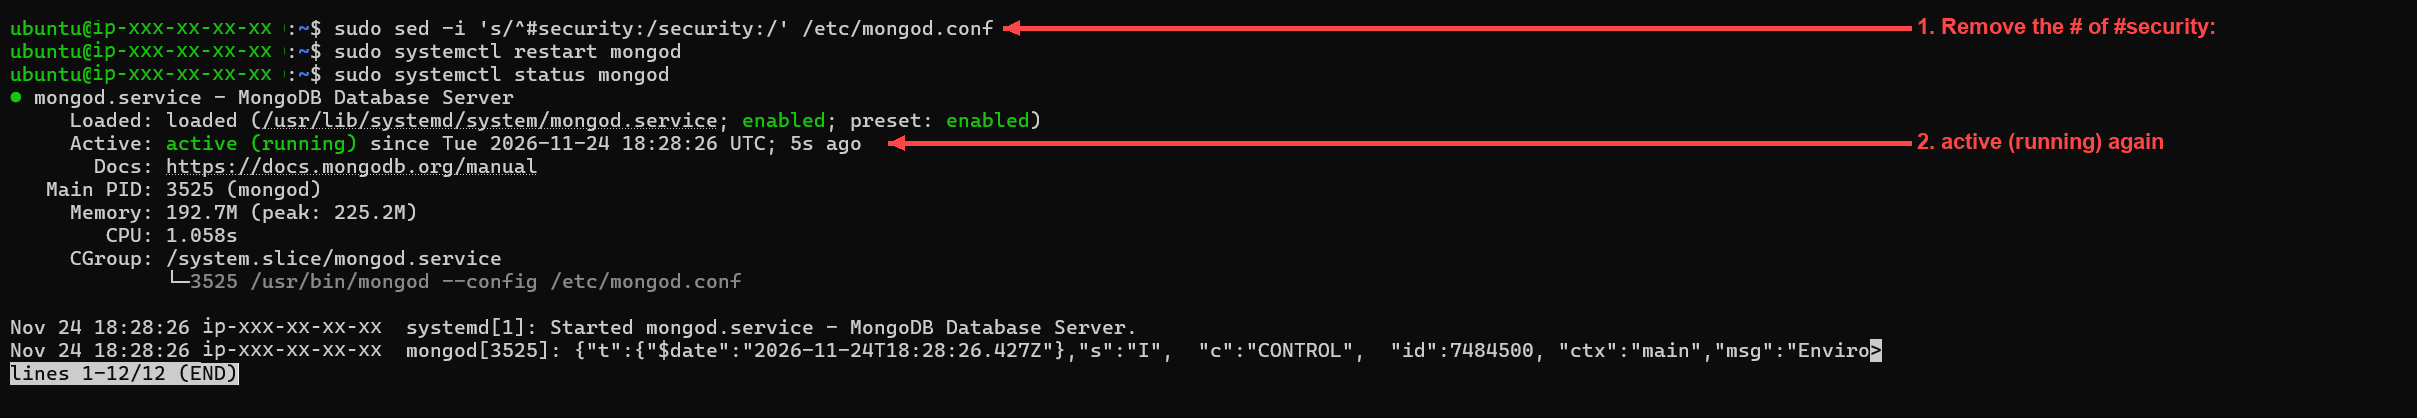 ubuntu@ip-xxx-xx-xx-xx :~$ sudo sed -i 's/^#security:/security:/' /etc/mongod.conf 1. Remove the # of #security:
ubuntu@ip-xxx-xx-xx-xx :~$ sudo systemctl restart mongod
ubuntu@ip-xxx-xx-xx-xx :~$ sudo systemctl status mongod
● mongod.service - MongoDB Database Server
Loaded: loaded (/usr/lib/systemd/system/mongod.service; enabled; preset: enabled)
Active: active (running) since Tue 2026-11-24 18:28:26 UTC; 5s ago 2. active (running) again
Docs: https://docs.mongodb.org/manual
Main PID: 3525 (mongod)
Memory: 192.7M (peak: 225.2M)
CPU: 1.058s
CGroup: /system.slice/mongod.service
└─3525 /usr/bin/mongod --config /etc/mongod.conf
Nov 24 18:28:26 ip-xxx-xx-xx-xx systemd[1]: Started mongod.service - MongoDB Database Server.
Nov 24 18:28:26 ip-xxx-xx-xx-xx mongod[3525]: {"t":{"$date":"2026-11-24T18:28:26.427Z"},"s":"I", "c":"CONTROL", "id":7484500, "ctx":"main","msg":"Enviro>
lines 1-12/12 (END)